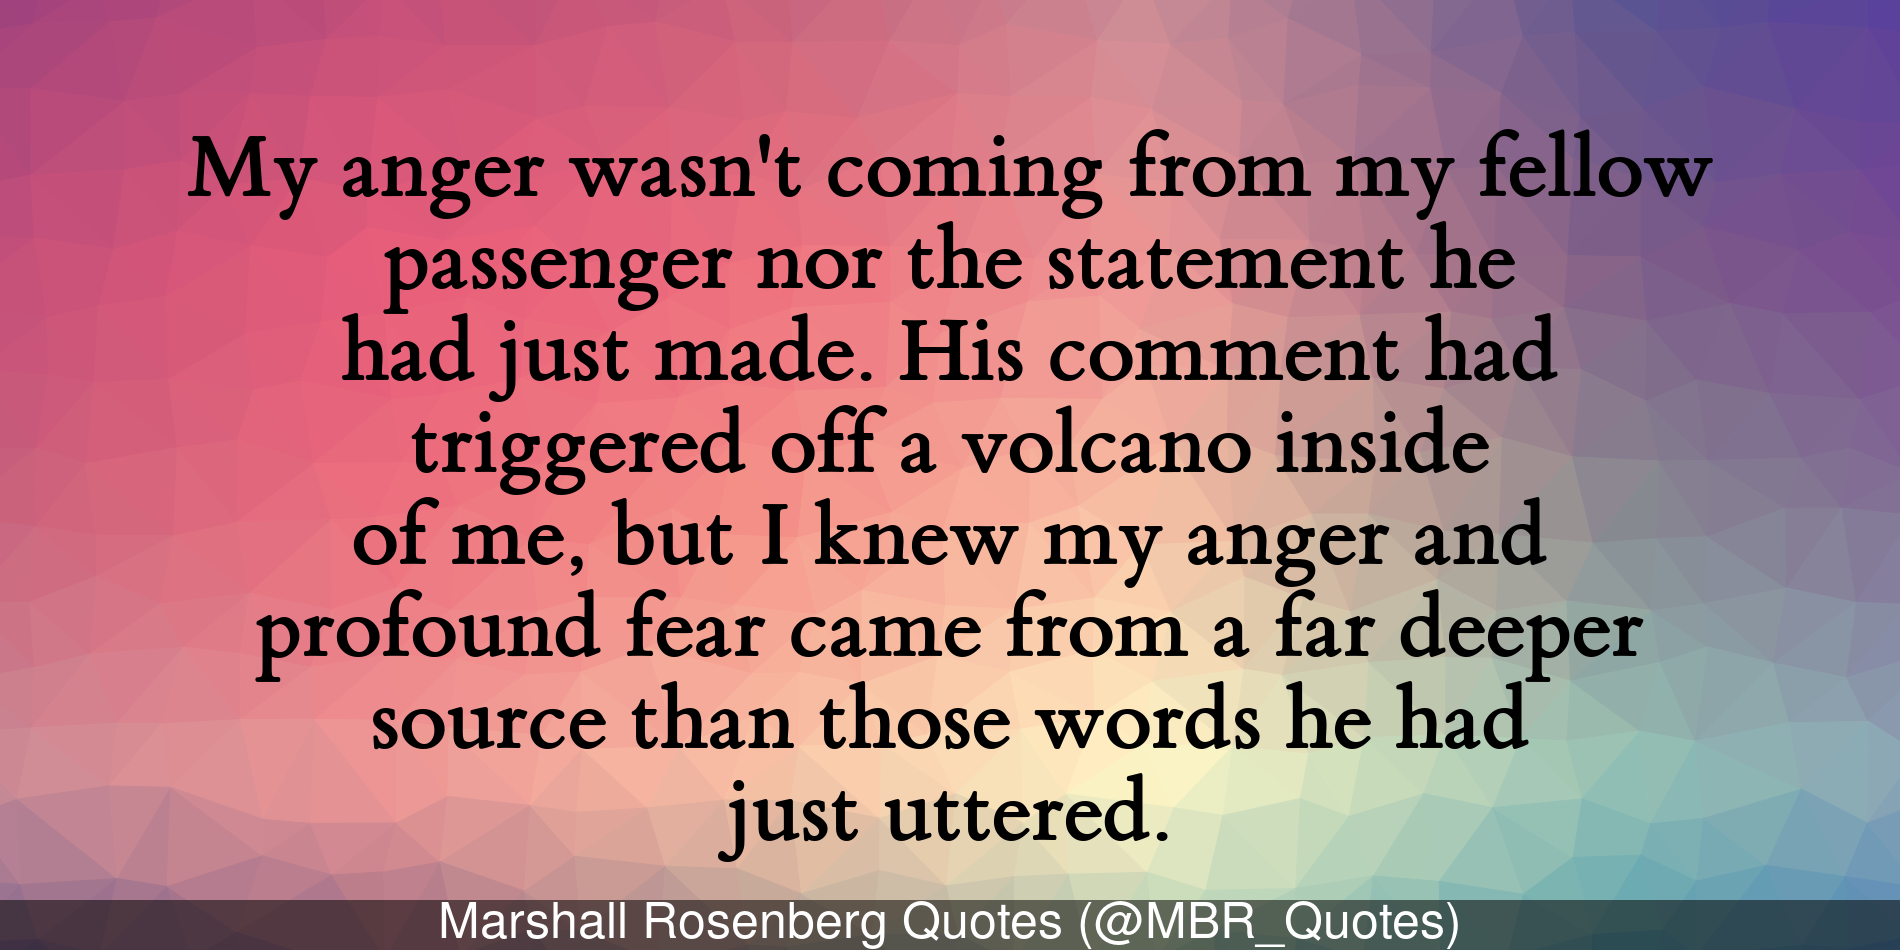 My anger wasn't coming from my fellow
passenger nor the statement he
had just made. His comment had
triggered off a volcano inside
of me, but I knew my anger and
profound fear came from a far deeper
source than those words he had
just uttered.
Marshall Rosenberg Quotes (@MBR_Quotes)